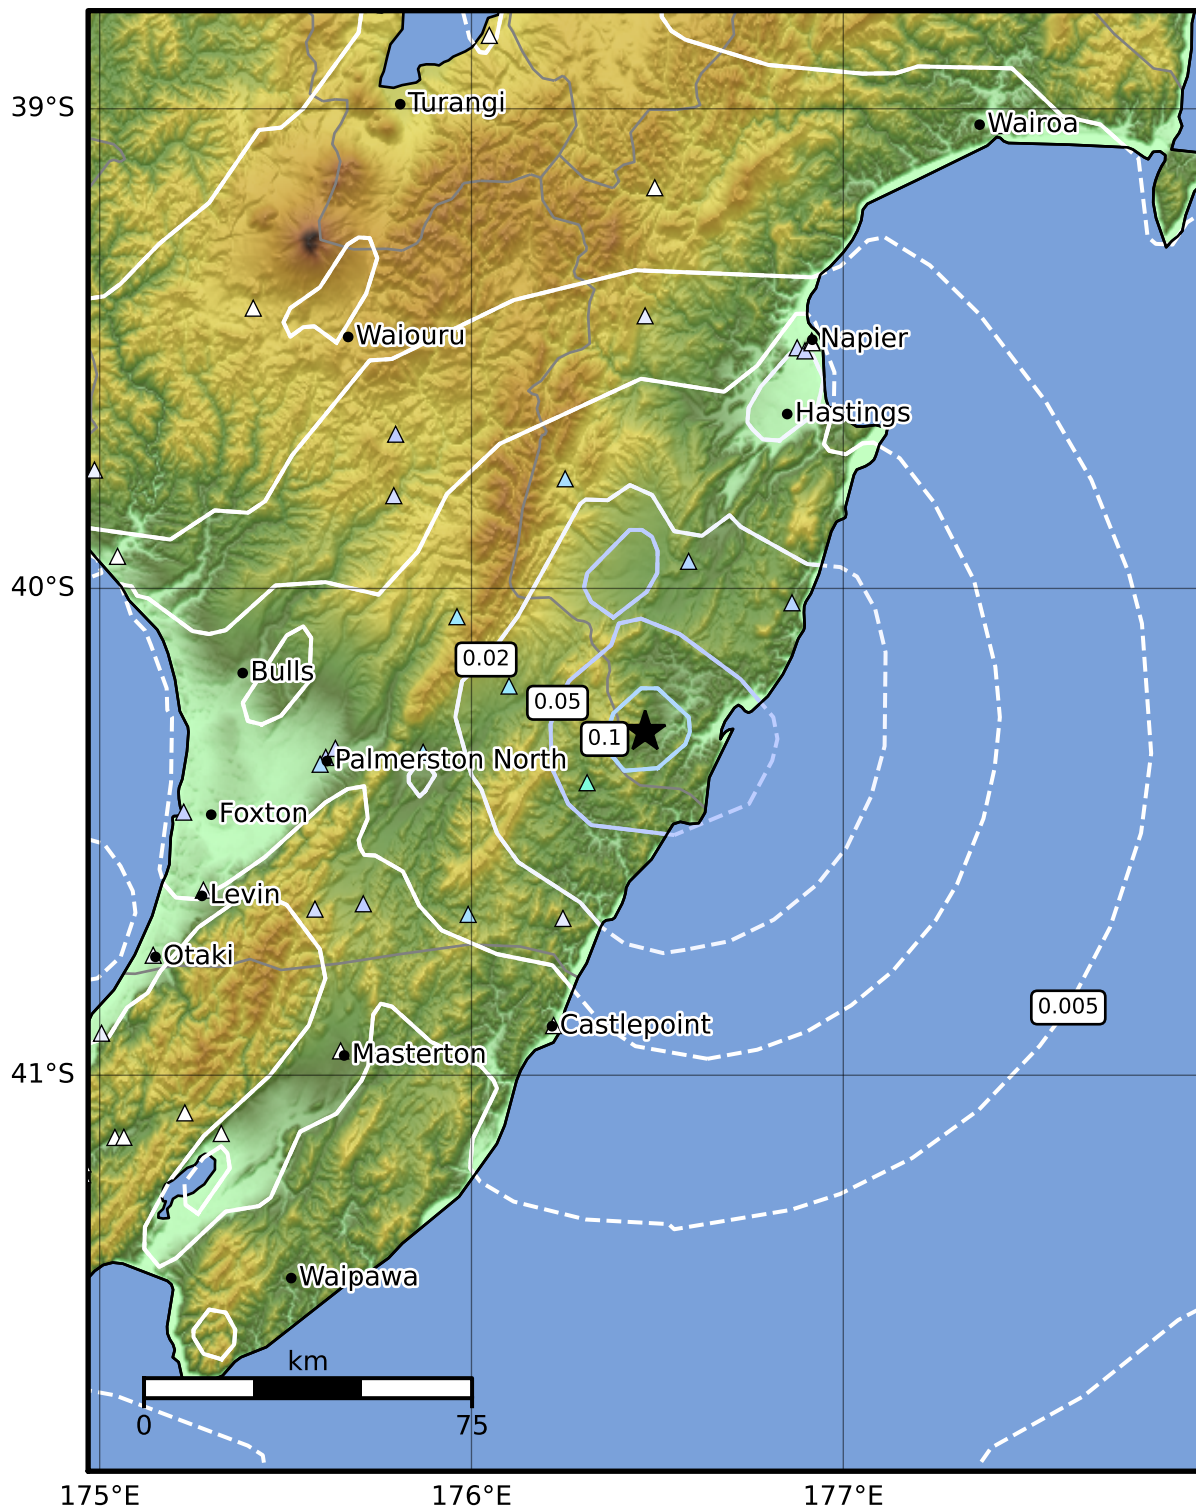 39°S
Turangi
Wairoa
Waiouru
Napier
Hastings
40°S
0.02
Bulls
0.05
0.1
Palmerston North
Foxton
Levin
Otaki
0.005
Castlepoint
Masterton
41°S
Waipawa
km
0 75
175°E 176°E 177°E